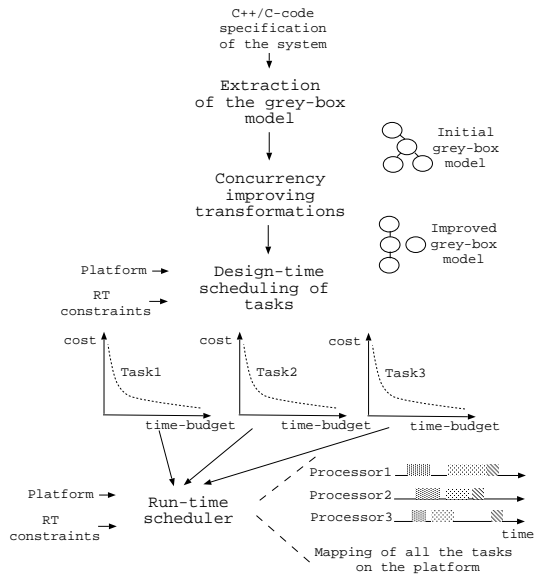 C++/C-code
specification
of the system
Extraction
of the grey-box
model
Initial
grey-box
model
Concurrency
improving
transformations
Improved
grey-box
model
Platform
Design-time
scheduling of
tasks
RT
constraints
cost
Task1
time-budget
cost
Task2
time-budget
cost
Task3
time-budget
Platform
RT
constraints
Run-time
scheduler
Processor1
Processor2
Processor3
time
Mapping of all the tasks
on the platform